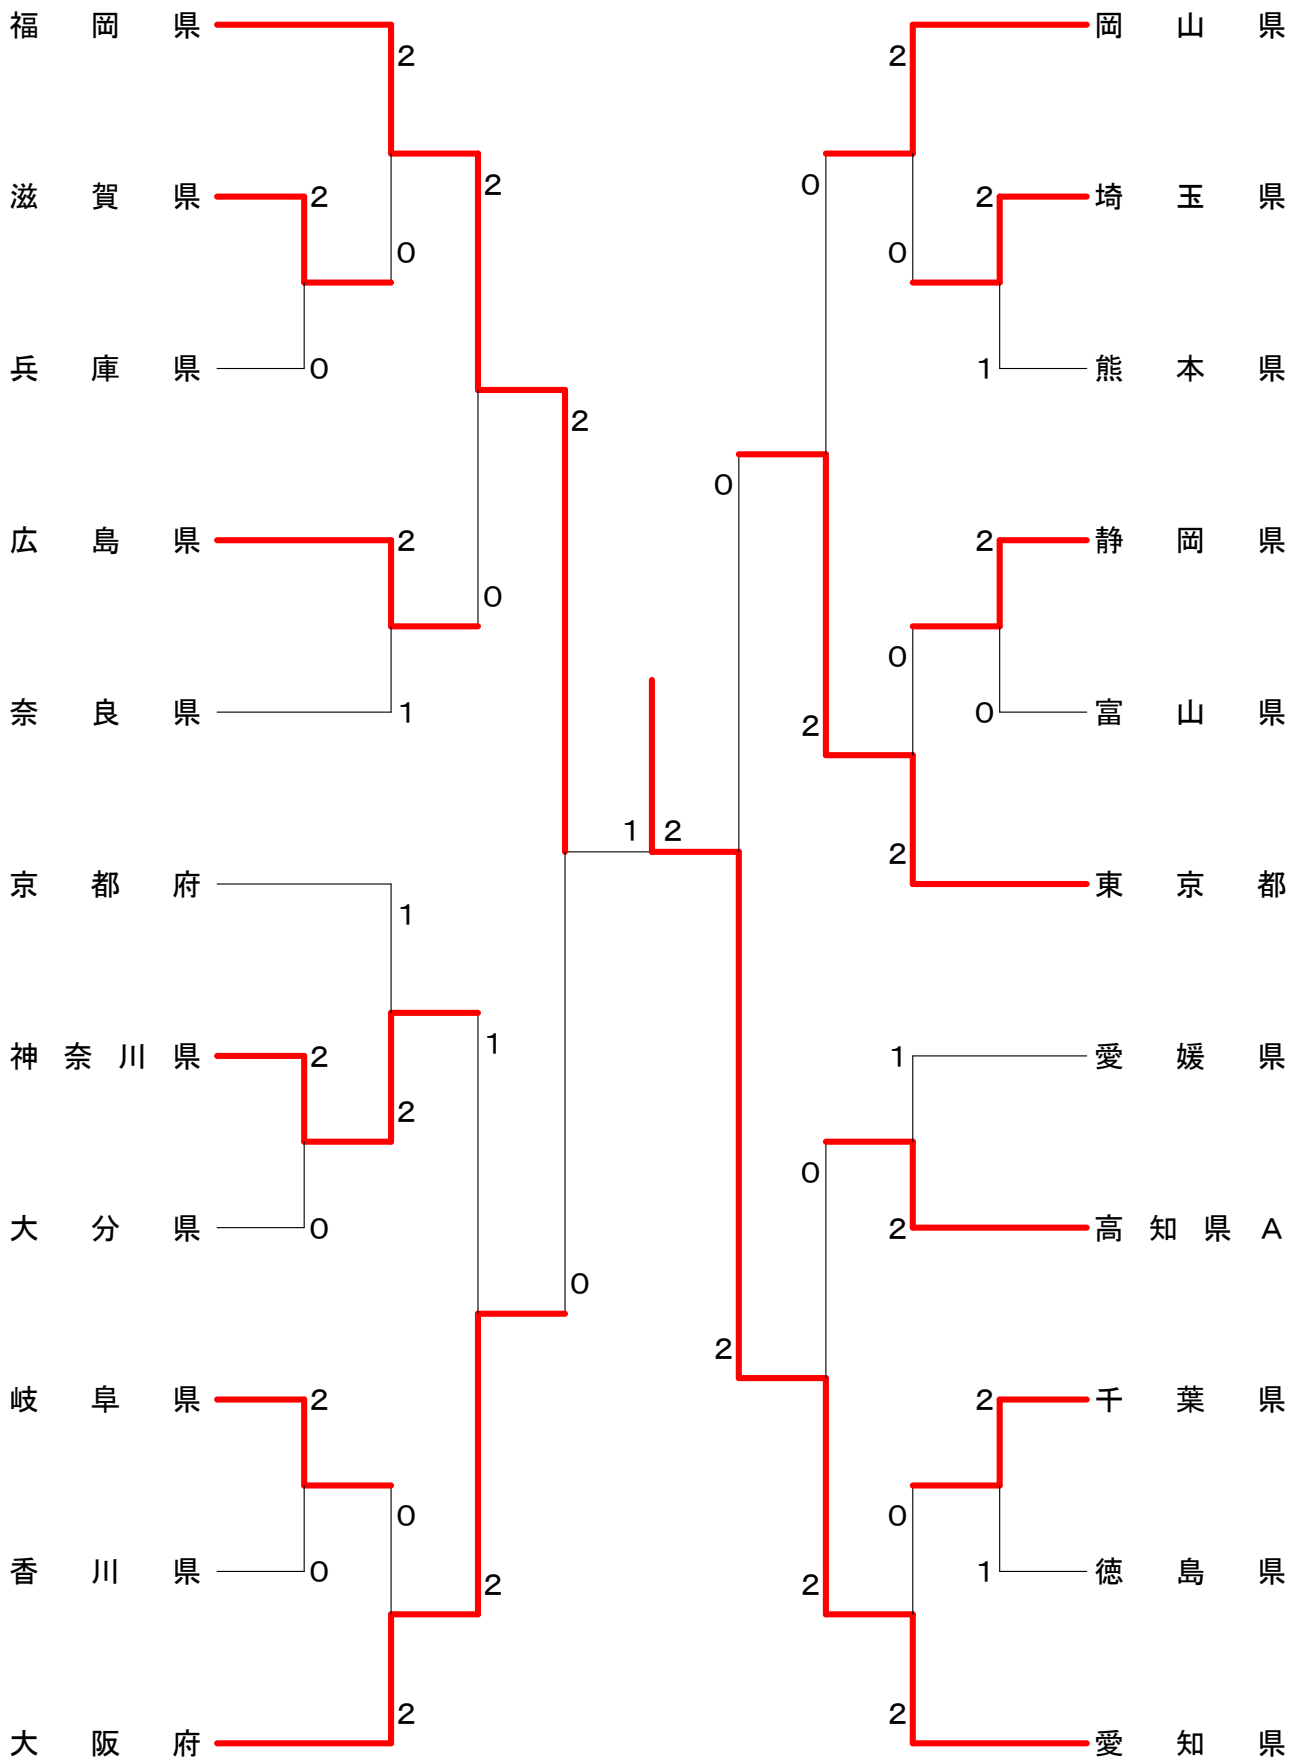 福岡県
2
2
滋賀県 2
0
兵庫県 0
2
広島県 2
0
奈良県 1
京都府
1
1
神奈川県 2
2
大分県 0
0
岐阜県 2
0
香川県 0
2
2
大阪府
1 2
岡山県
2
0
2 埼玉県
0
1 熊本県
0
2 静岡県
0
0 富山県
2
2
東京都
1 愛媛県
0
2 高知県A
2
2 千葉県
0
1 徳島県
2
2
愛知県